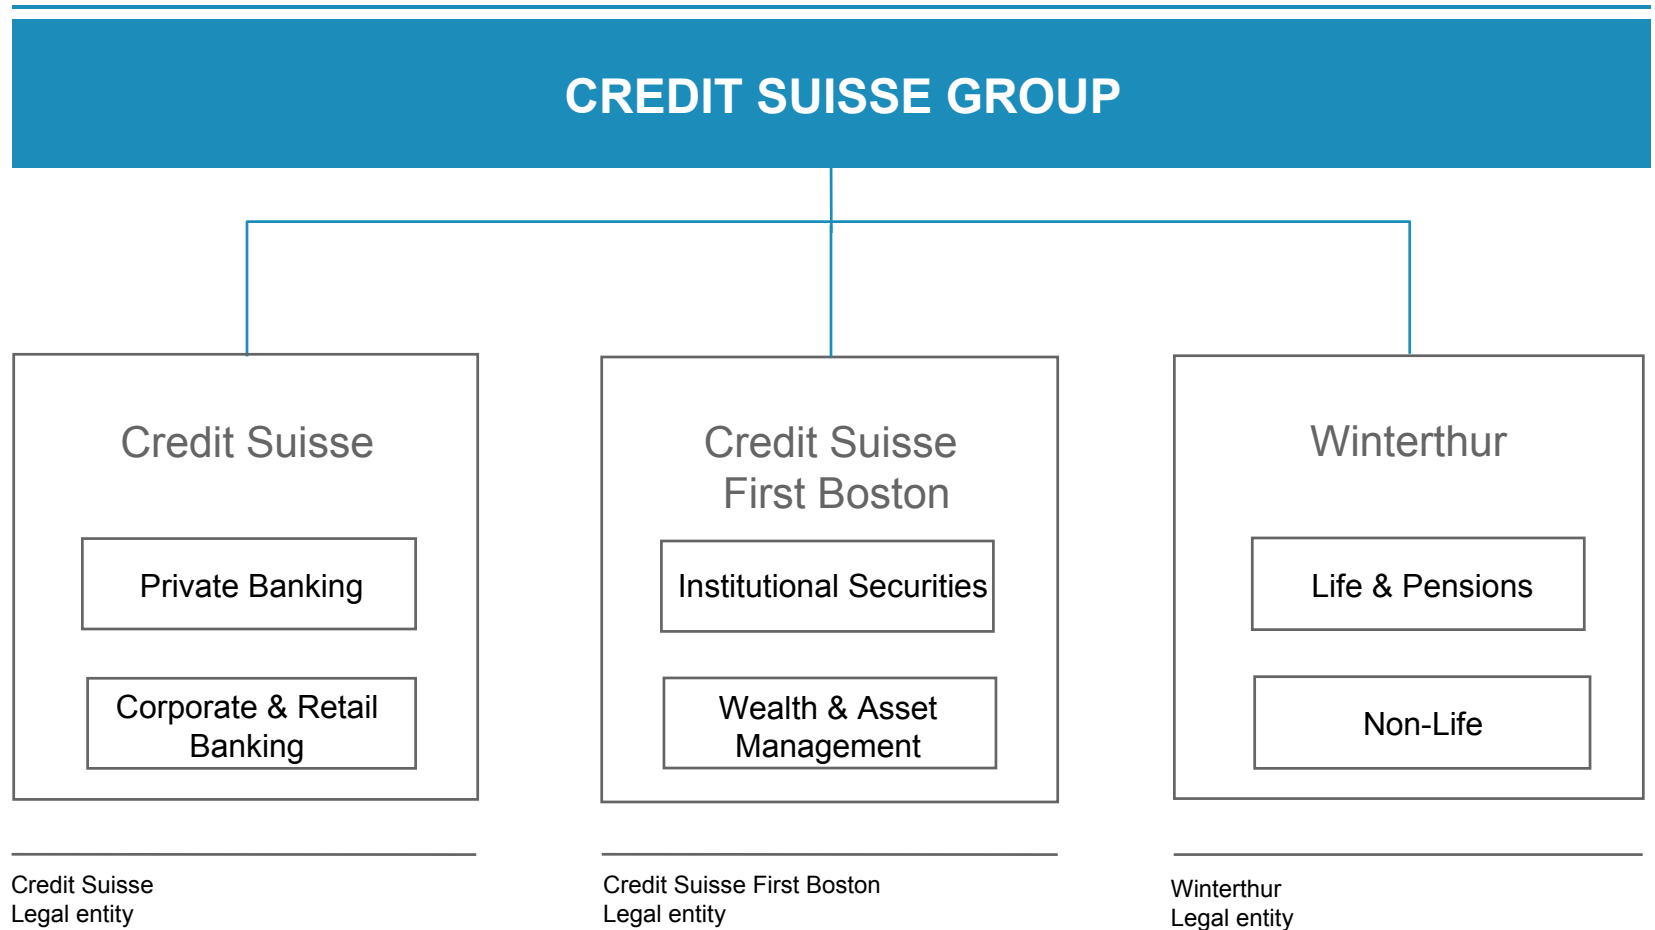 CREDIT SUISSE GROUP
Credit Suisse
Private Banking
Corporate & Retail
Banking
Credit Suisse
First Boston
Institutional Securities
Wealth & Asset
Management
Winterthur
Life & Pensions
Non-Life
Credit Suisse
Legal entity
Credit Suisse First Boston
Legal entity
Winterthur
Legal entity